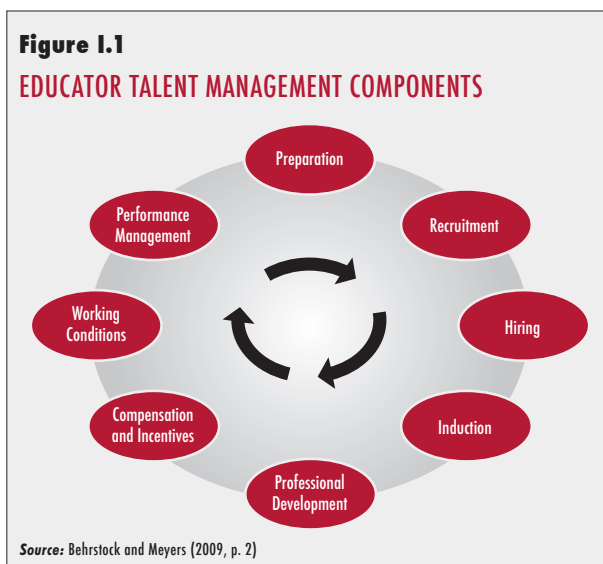 Figure I.1
EDUCATOR TALENT MANAGEMENT COMPONENTS
Preparation
Recruitment
Hiring
Induction
Professional
Development
Compensation
and Incentives
Working
Conditions
Performance
Management
Source: Behrstock and Meyers (2009, p. 2)